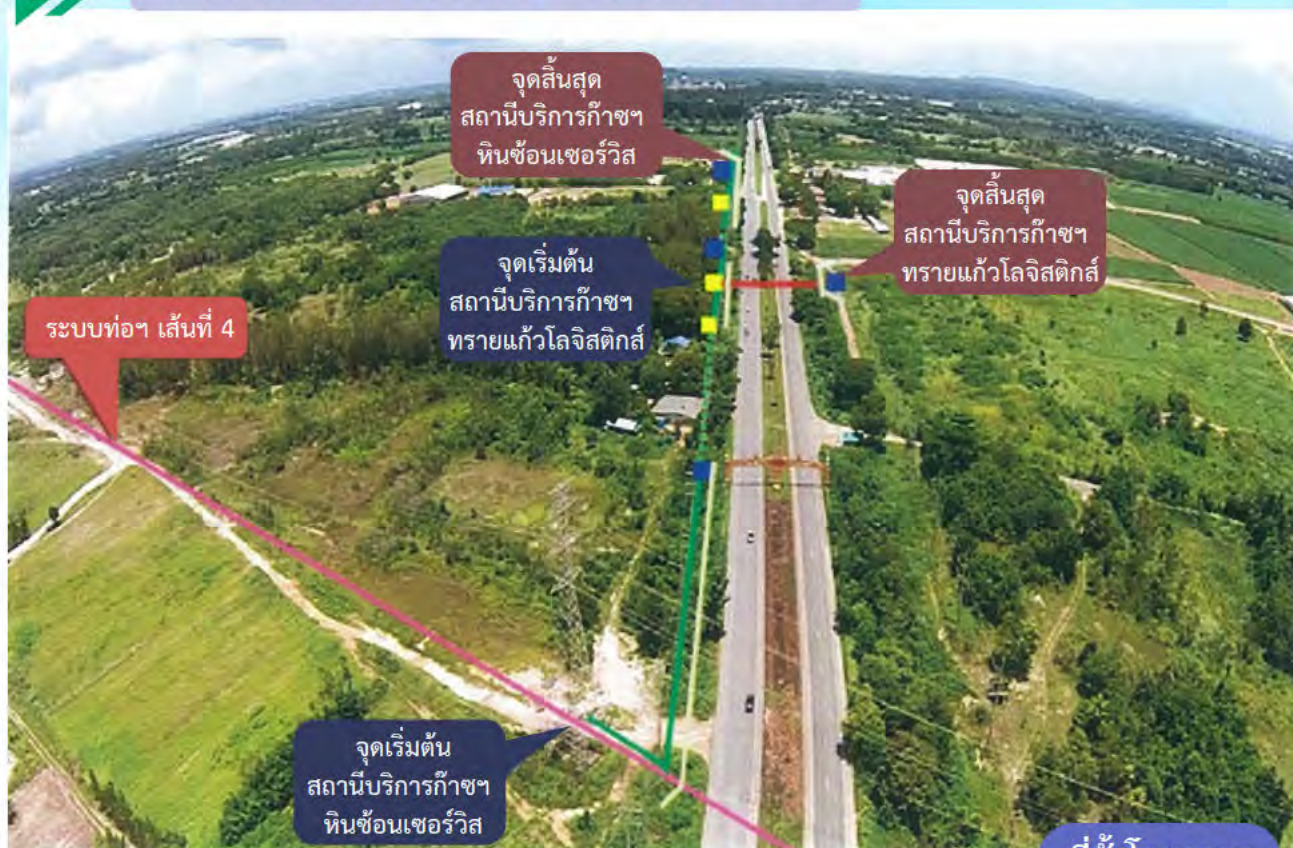 จุดสิ้นสุด
สถานีบริการก๊าซฯ
หินซ้อนเซอร์วิส
จุดสิ้นสุด
สถานีบริการก๊าซฯ
ทรายแก้วโลจิสติกส์
จุดเริ่มต้น
สถานีบริการก๊าซฯ
ทรายแก้วโลจิสติกส์
ระบบท่อฯ เส้นที่ 4
จุดเริ่มต้น
สถานีบริการก๊าซฯ
หินซ้อนเซอร์วิส